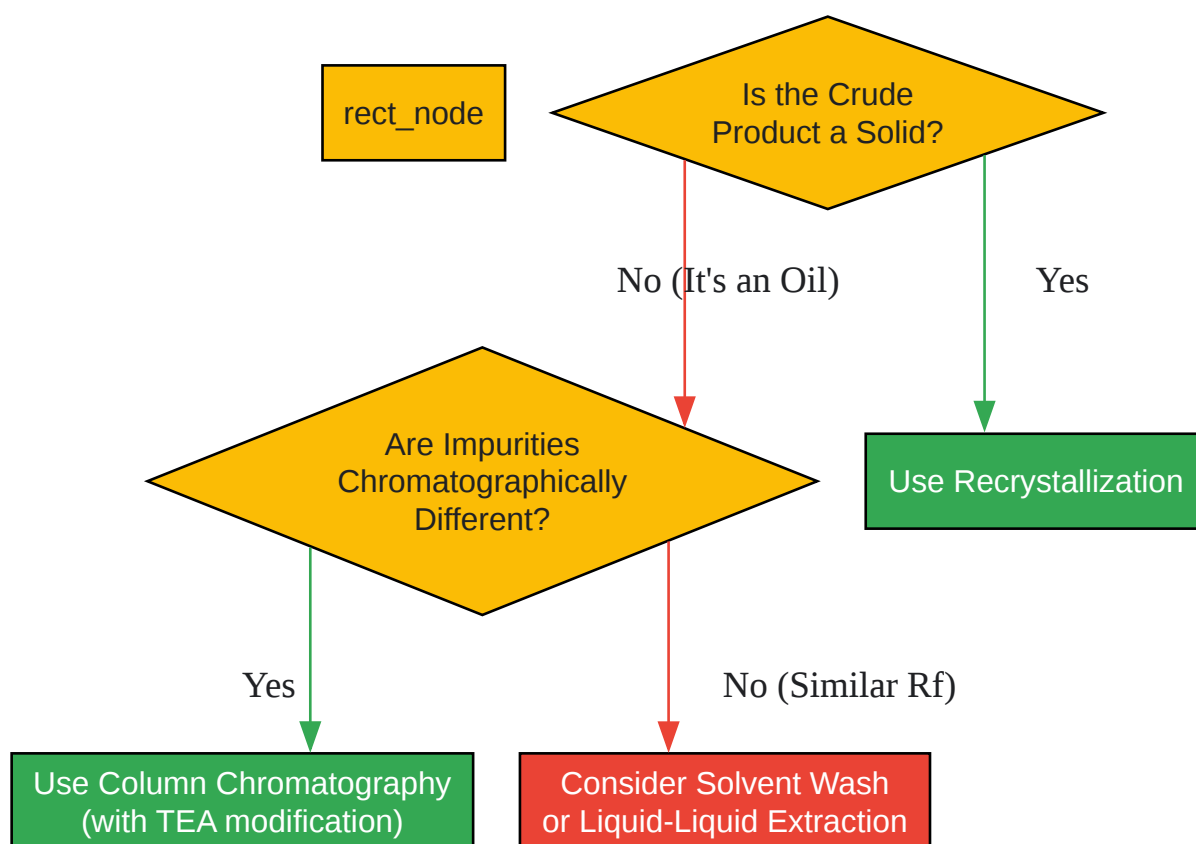 rect_node
Is the Crude
Product a Solid?
No (It's an Oil)
Yes
Are Impurities
Chromatographically
Different?
Use Recrystallization
Yes
No (Similar Rf)
Use Column Chromatography
(with TEA modification)
Consider Solvent Wash
or Liquid-Liquid Extraction